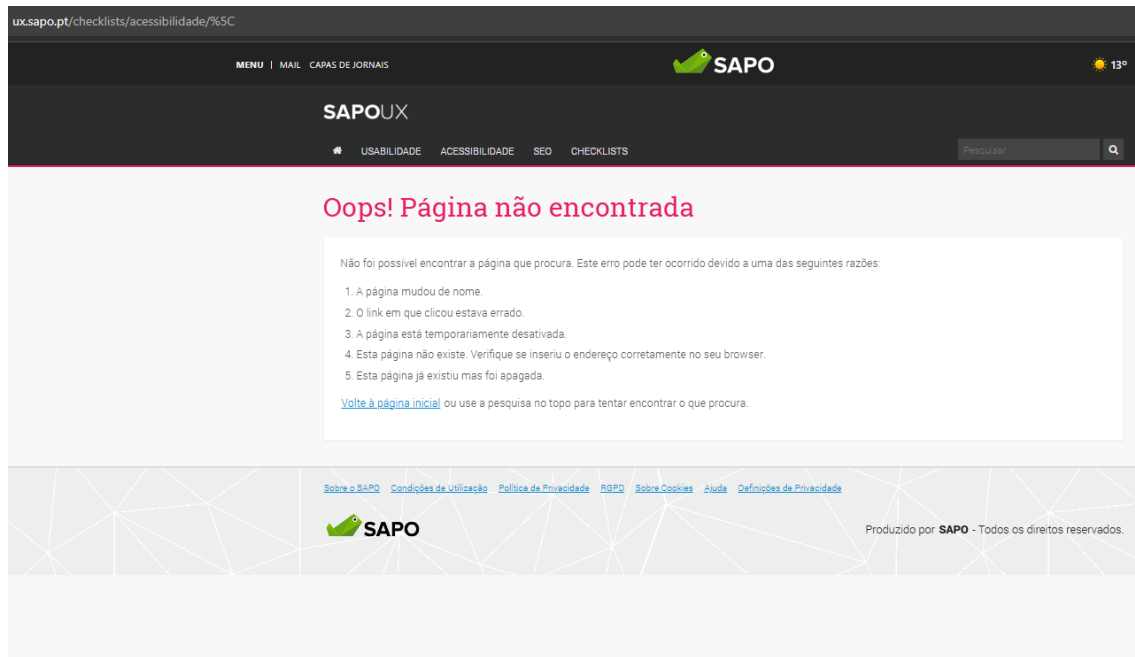 ux.sapo.pt/checklists/acessibilidade/%5C
MENU | MAIL CAPAS DE JORNAIS
SAPO
13º
SAPOUX
USABILIDADE ACESSIBILIDADE SEO CHECKLISTS
Pesquisar
Oops! Página não encontrada
Não foi possível encontrar a página que procura. Este erro pode ter ocorrido devido a uma das seguintes razões:
1. A página mudou de nome.
2. O link em que clicou estava errado.
3. A página está temporariamente desativada.
4. Esta página não existe. Verifique se inseriu o endereço corretamente no seu browser.
5. Esta página já existiu mas foi apagada.
Volte à página inicial ou use a pesquisa no topo para tentar encontrar o que procura.
Sobre o SAPO Condições de Utilização Política de Privacidade RGPD Sobre Cookies Ajuda Definições de Privacidade
SAPO
Produzido por SAPO - Todos os direitos reservados.